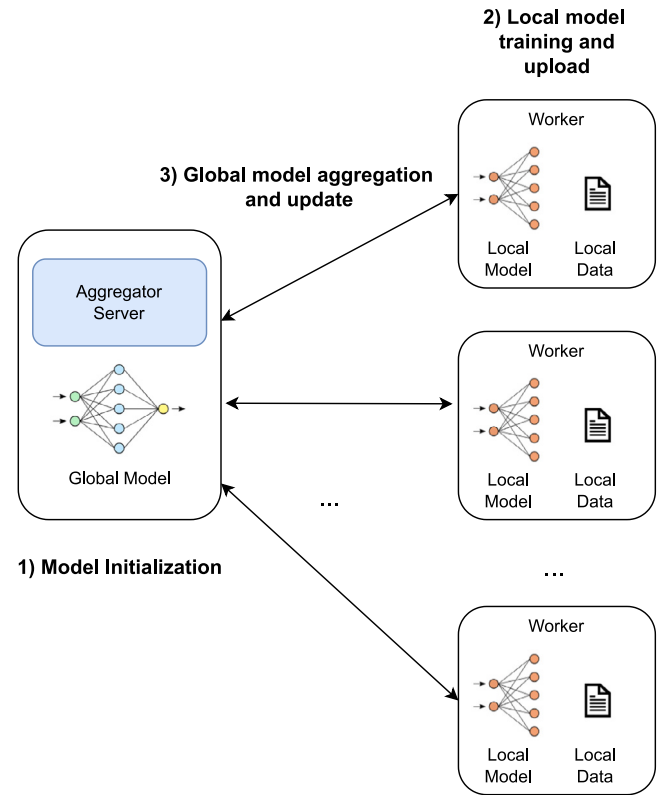 2) Local model
training and
upload
Worker
Local
Model
Local
Data
3) Global model aggregation
and update
Aggregator
Server
Global Model
1) Model Initialization
Worker
Local
Model
Local
Data
...
...
Worker
Local
Model
Local
Data